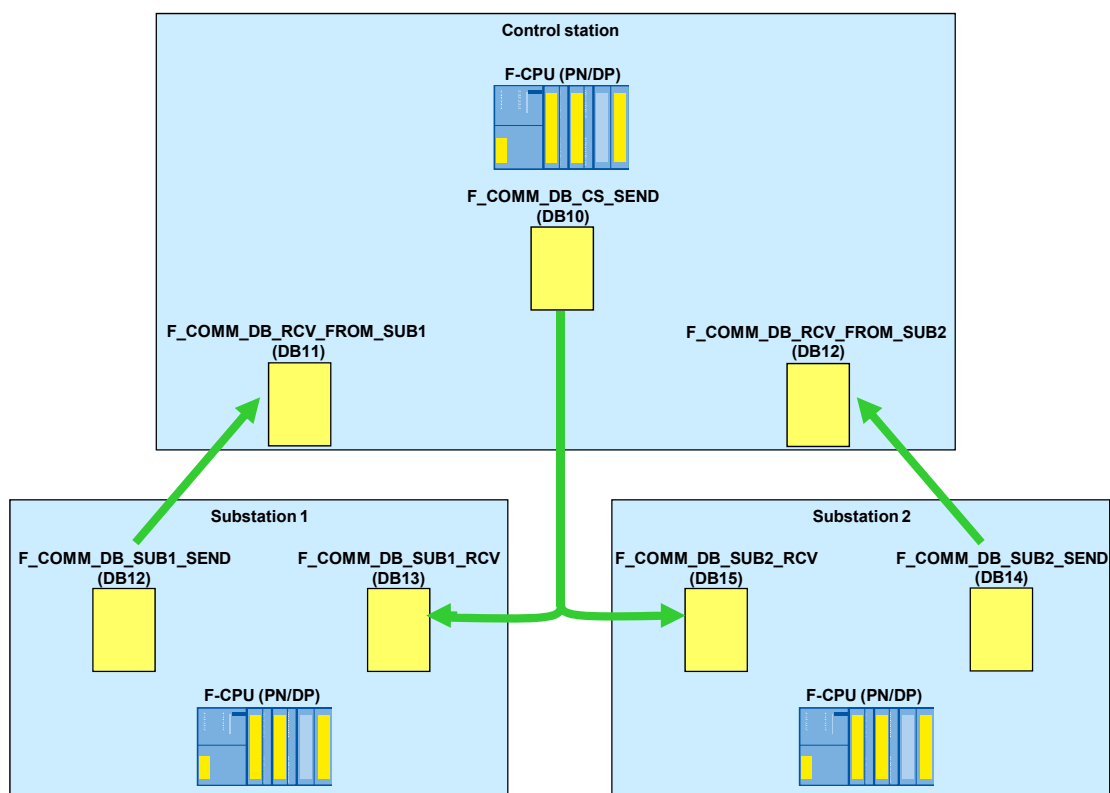 Control station
F-CPU (PN/DP)
F_COMM_DB_CS_SEND
(DB10)
F_COMM_DB_RCV_FROM_SUB1
(DB11)
F_COMM_DB_RCV_FROM_SUB2
(DB12)
Substation 1
F_COMM_DB_SUB1_SEND
(DB12)
F_COMM_DB_SUB1_RCV
(DB13)
F-CPU (PN/DP)
Substation 2
F_COMM_DB_SUB2_RCV
(DB15)
F_COMM_DB_SUB2_SEND
(DB14)
F-CPU (PN/DP)